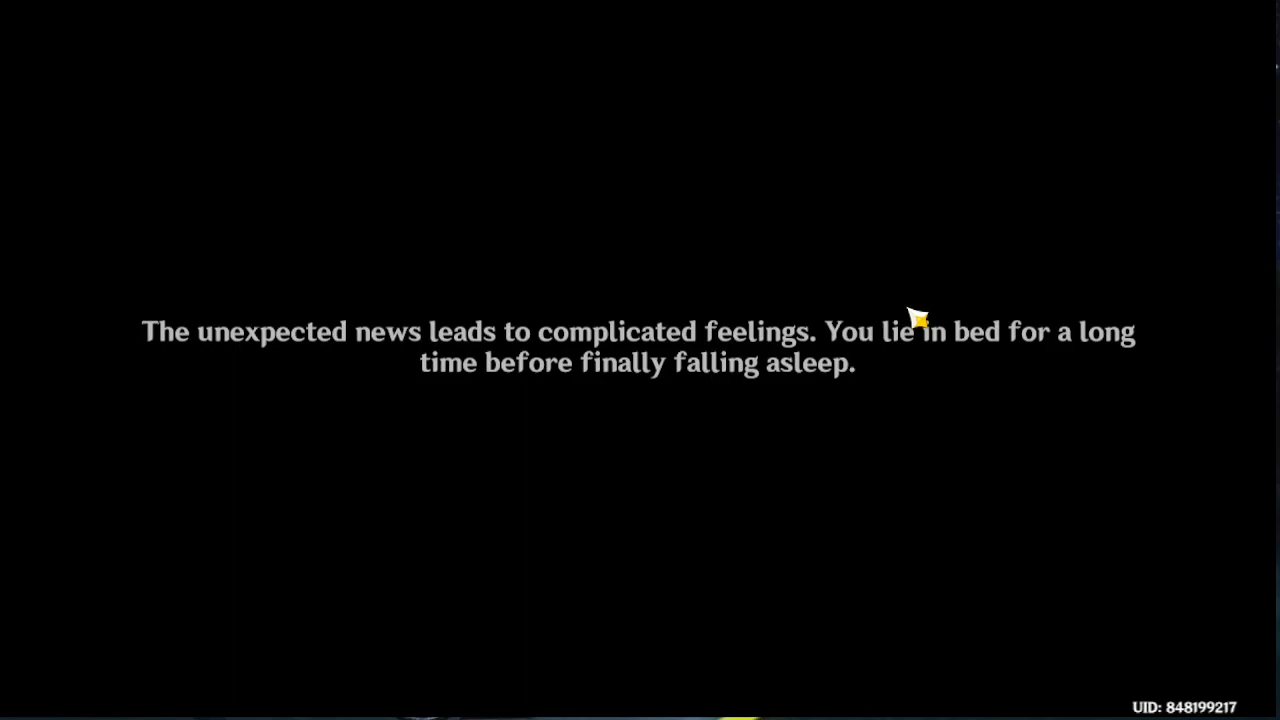 The unexpected news leads to complicated feelings. You lie in bed for a long
time before finally falling asleep.
UID: 848199217